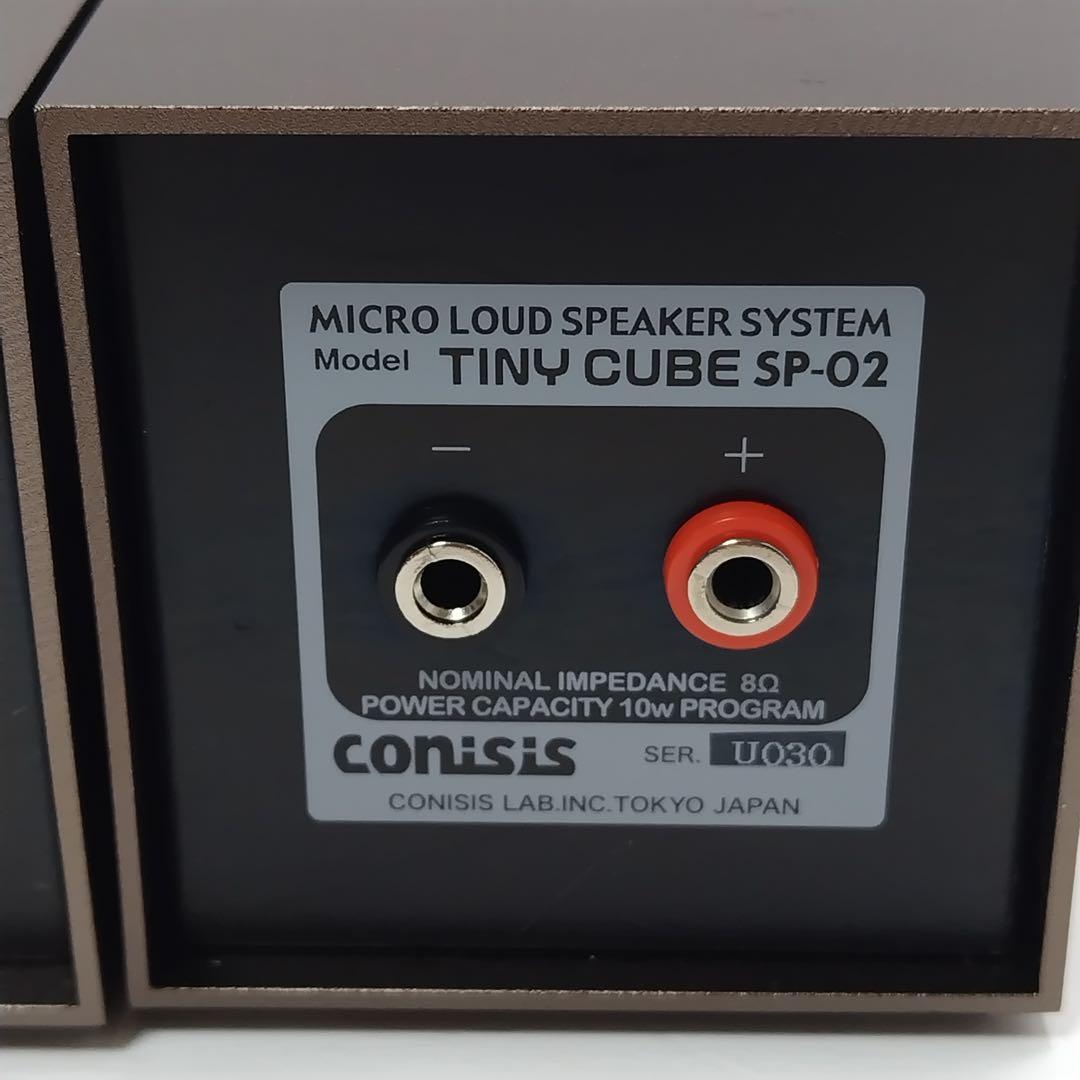 MICRO LOUD SPEAKER SYSTEM
Model TINY CUBE SP-02
− +
NOMINAL IMPEDANCE 8Ω
POWER CAPACITY 10w PROGRAM
conisis SER. U030
CONISIS LAB.INC.TOKYO JAPAN